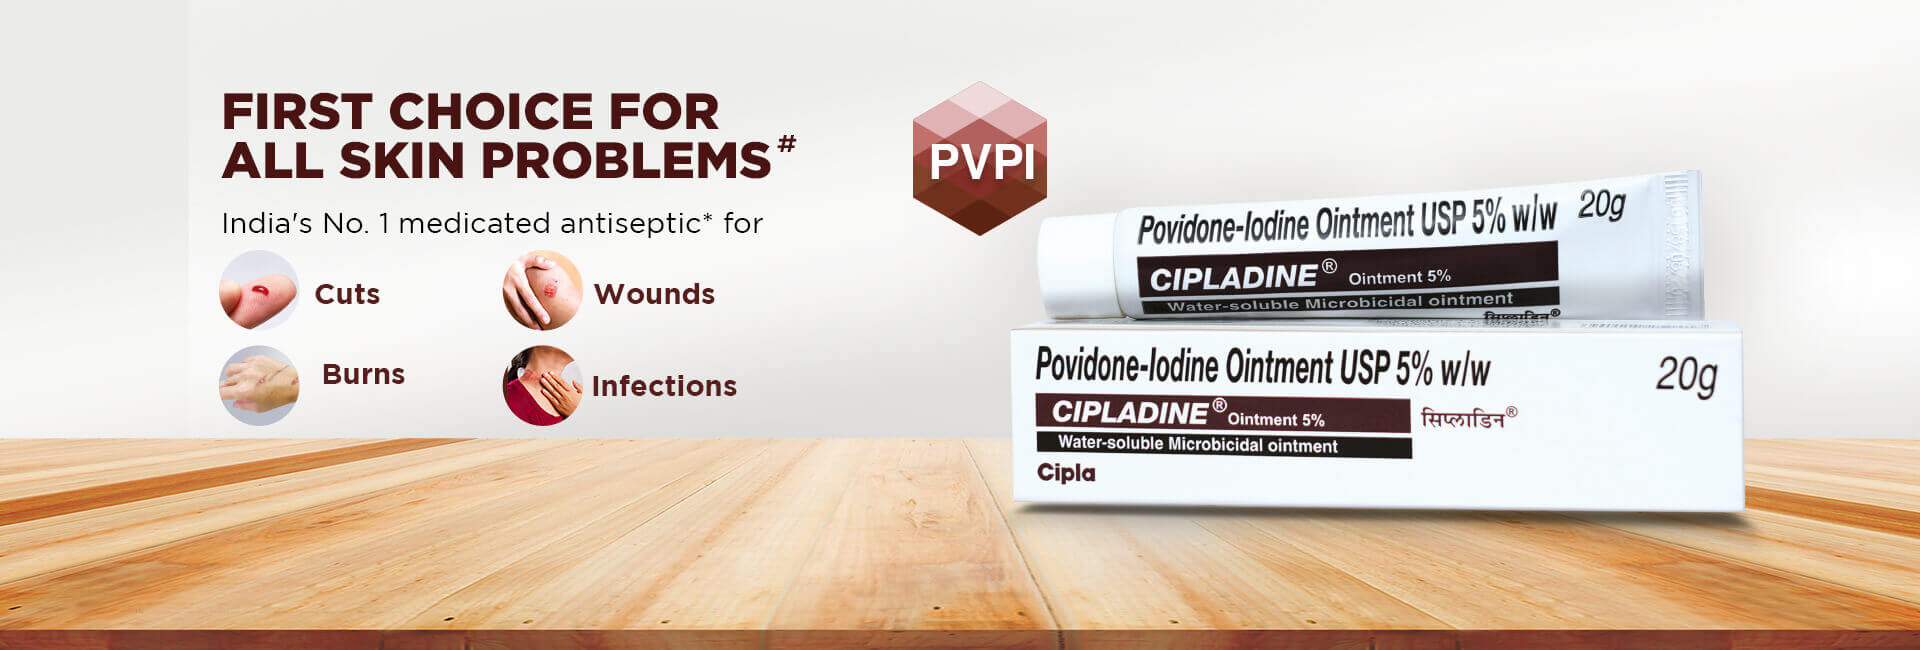 FIRST CHOICE FOR
ALL SKIN PROBLEMS#
India's No. 1 medicated antiseptic* for
Cuts
Wounds
Burns
Infections
PVPI
Povidone-Iodine Ointment USP 5% w/w 20g
CIPLADINE® Ointment 5%
Water-soluble Microbicidal ointment
सिप्लाडिन®
Povidone-Iodine Ointment USP 5% w/w 20g
CIPLADINE® Ointment 5% सिप्लाडिन®
Water-soluble Microbicidal ointment
Cipla